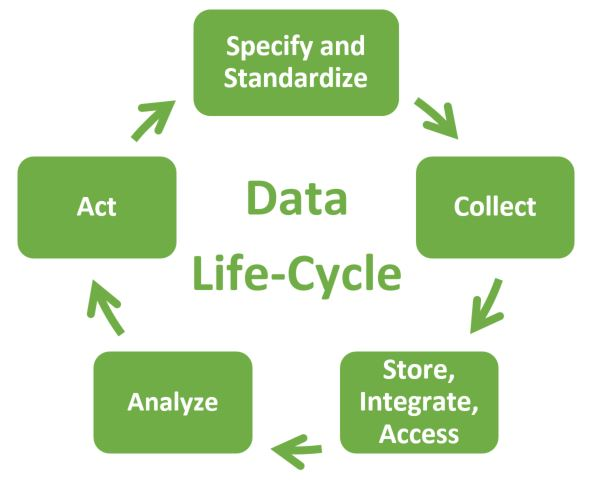 Specify and
Standardize
Collect
Store,
Integrate,
Access
Analyze
Act
Data
Life-Cycle